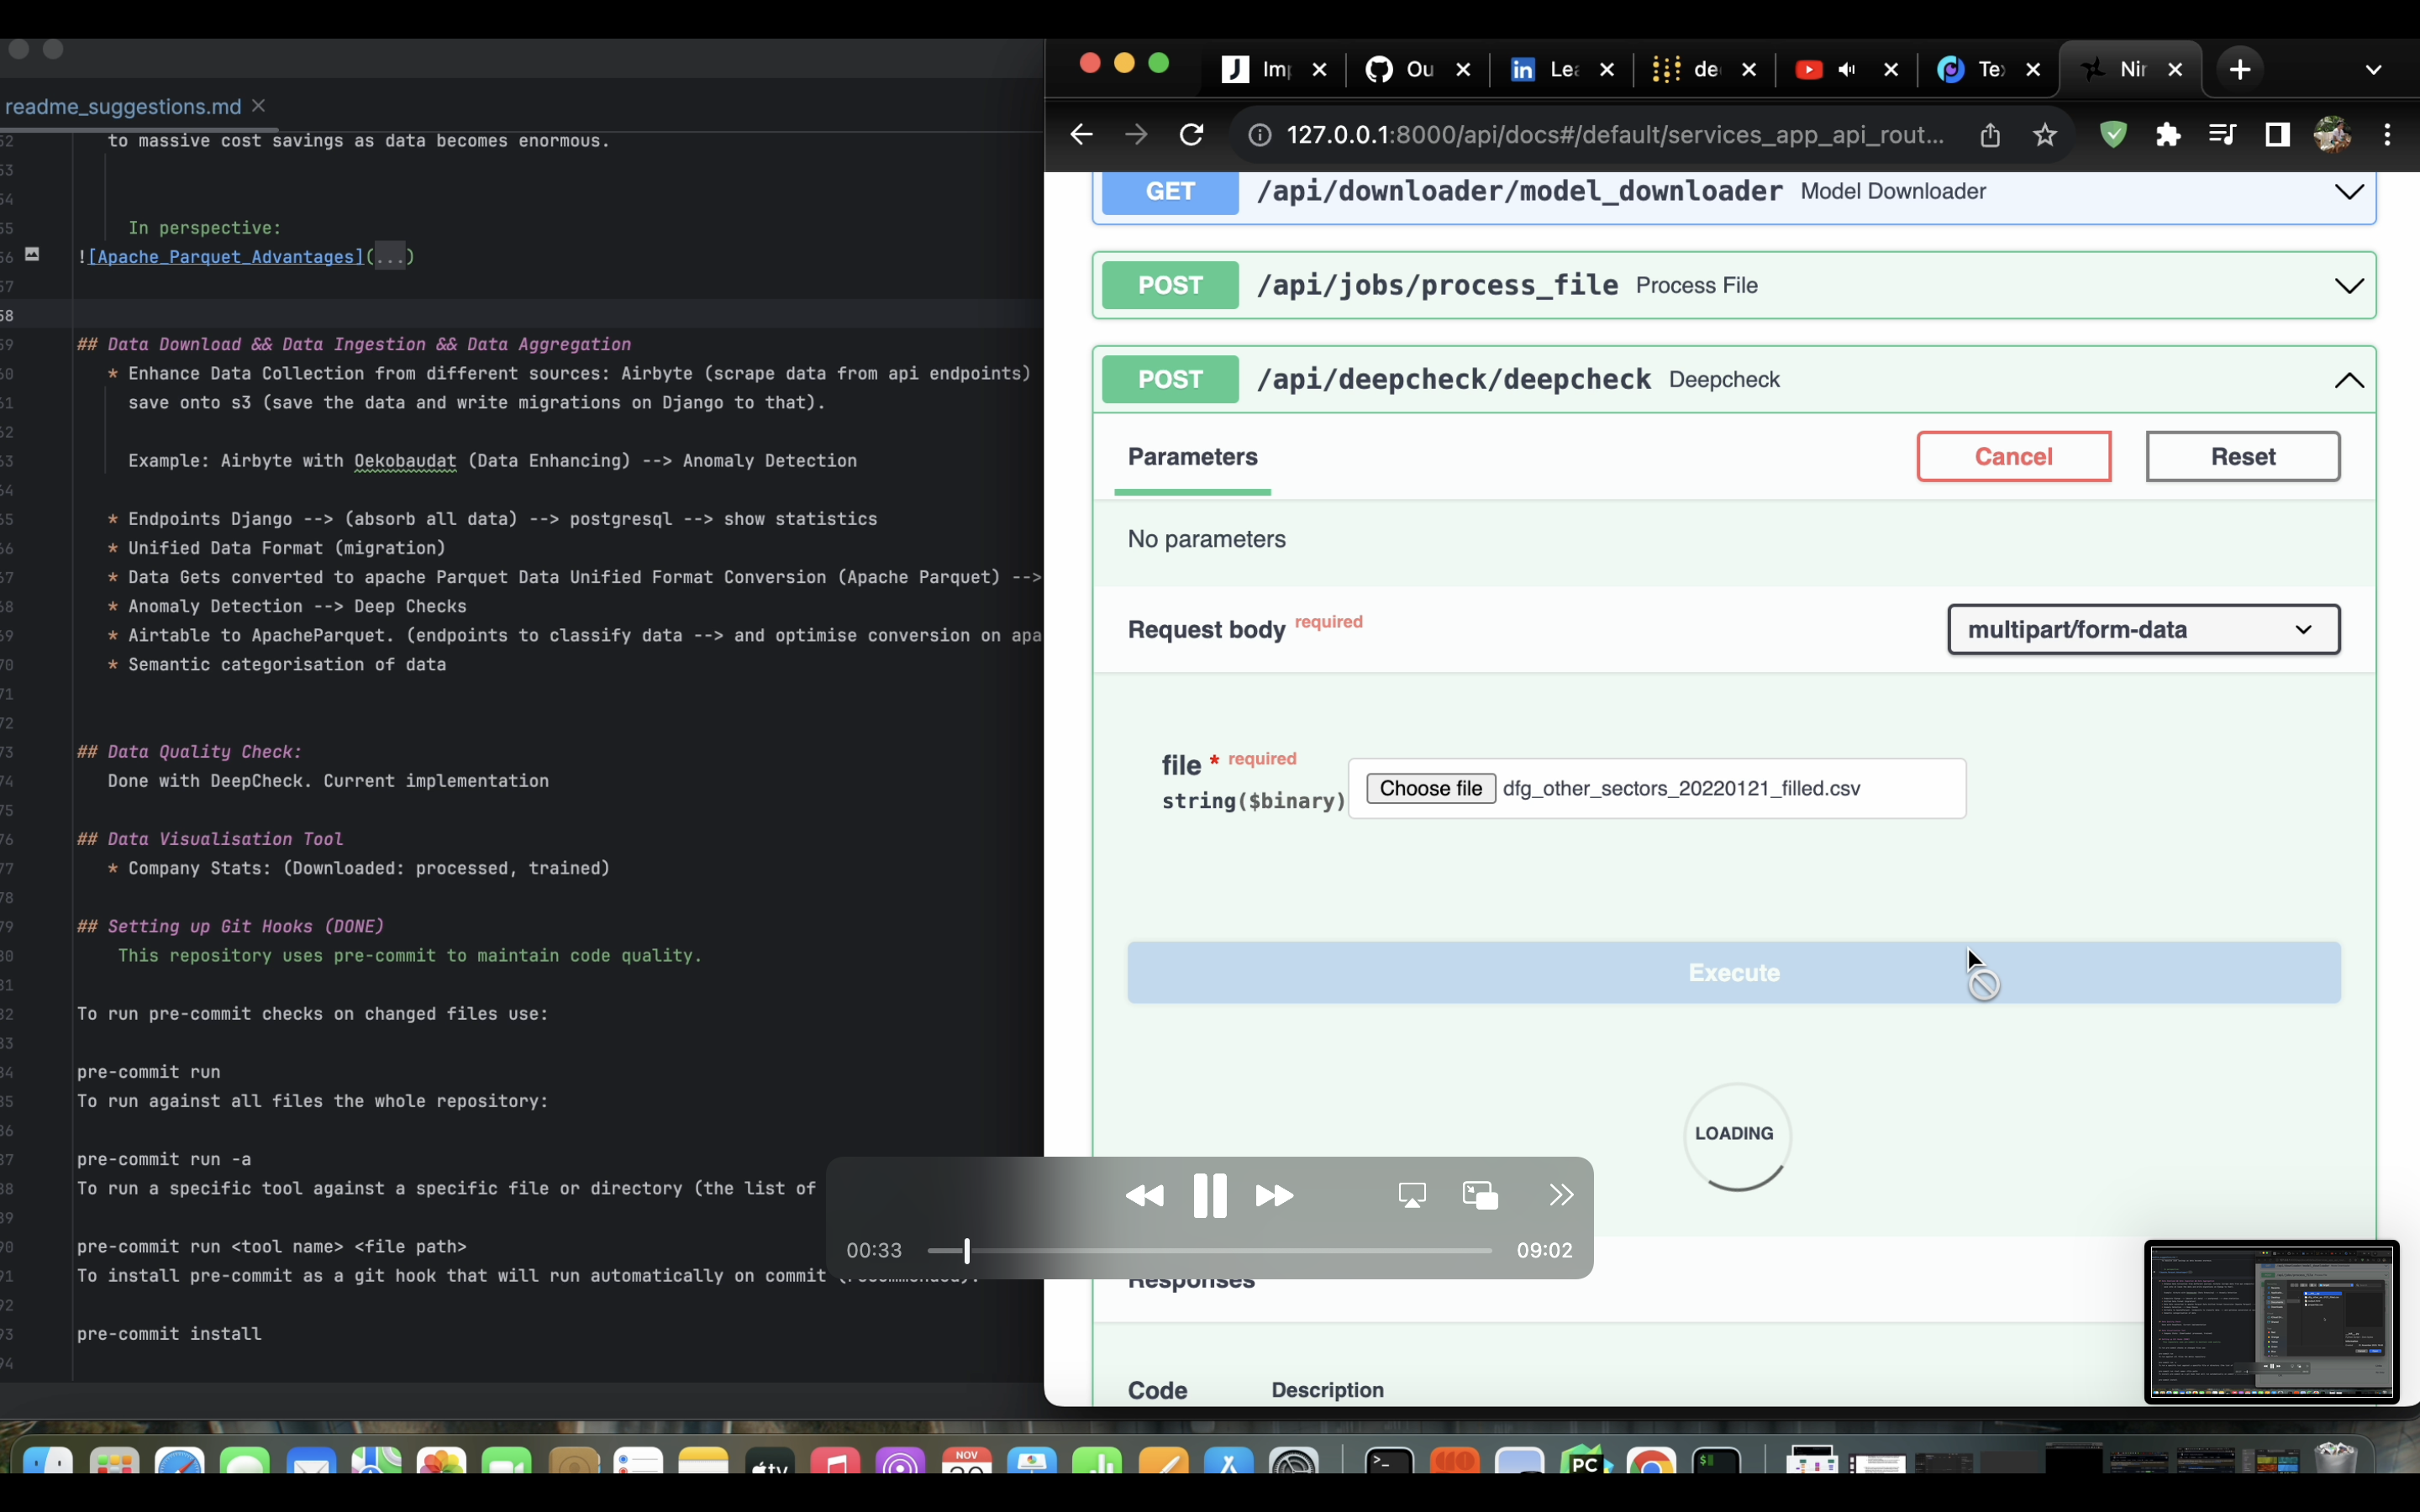 readme_suggestions.md
52 to massive cost savings as data becomes enormous.
53
54
55 In perspective:
56 ![Apache_Parquet_Advantages](...)
57
58
59 ## Data Download && Data Ingestion && Data Aggregation
60 * Enhance Data Collection from different sources: Airbyte (scrape data from api endpoints)
61 save onto s3 (save the data and write migrations on Django to that).
62
63 Example: Airbyte with Oekobaudat (Data Enhancing) --> Anomaly Detection
64
65 * Endpoints Django --> (absorb all data) --> postgresql --> show statistics
66 * Unified Data Format (migration)
67 * Data Gets converted to apache Parquet Data Unified Format Conversion (Apache Parquet) -->
68 * Anomaly Detection --> Deep Checks
69 * Airtable to ApacheParquet. (endpoints to classify data --> and optimise conversion on apa
70 * Semantic categorisation of data
71
72
73 ## Data Quality Check:
74 Done with DeepCheck. Current implementation
75
76 ## Data Visualisation Tool
77 * Company Stats: (Downloaded: processed, trained)
78
79 ## Setting up Git Hooks (DONE)
80 This repository uses pre-commit to maintain code quality.
81
82 To run pre-commit checks on changed files use:
83
84 pre-commit run
85 To run against all files the whole repository:
86
87 pre-commit run -a
88 To run a specific tool against a specific file or directory (the list of
89
90 pre-commit run <tool name> <file path>
91 To install pre-commit as a git hook that will run automatically on commit
92
93 pre-commit install
94
Imp
Ou
in Lea
de
Te
Nin
127.0.0.1:8000/api/docs#/default/services_app_api_rout...
GET /api/downloader/model_downloader Model Downloader
POST /api/jobs/process_file Process File
POST /api/deepcheck/deepcheck Deepcheck
Parameters
Cancel
Reset
No parameters
Request body required
multipart/form-data
file * required
string($binary)
Choose file dfg_other_sectors_20220121_filled.csv
Execute
LOADING
Responses
Code Description
00:33
09:02
NOV
tv
PC